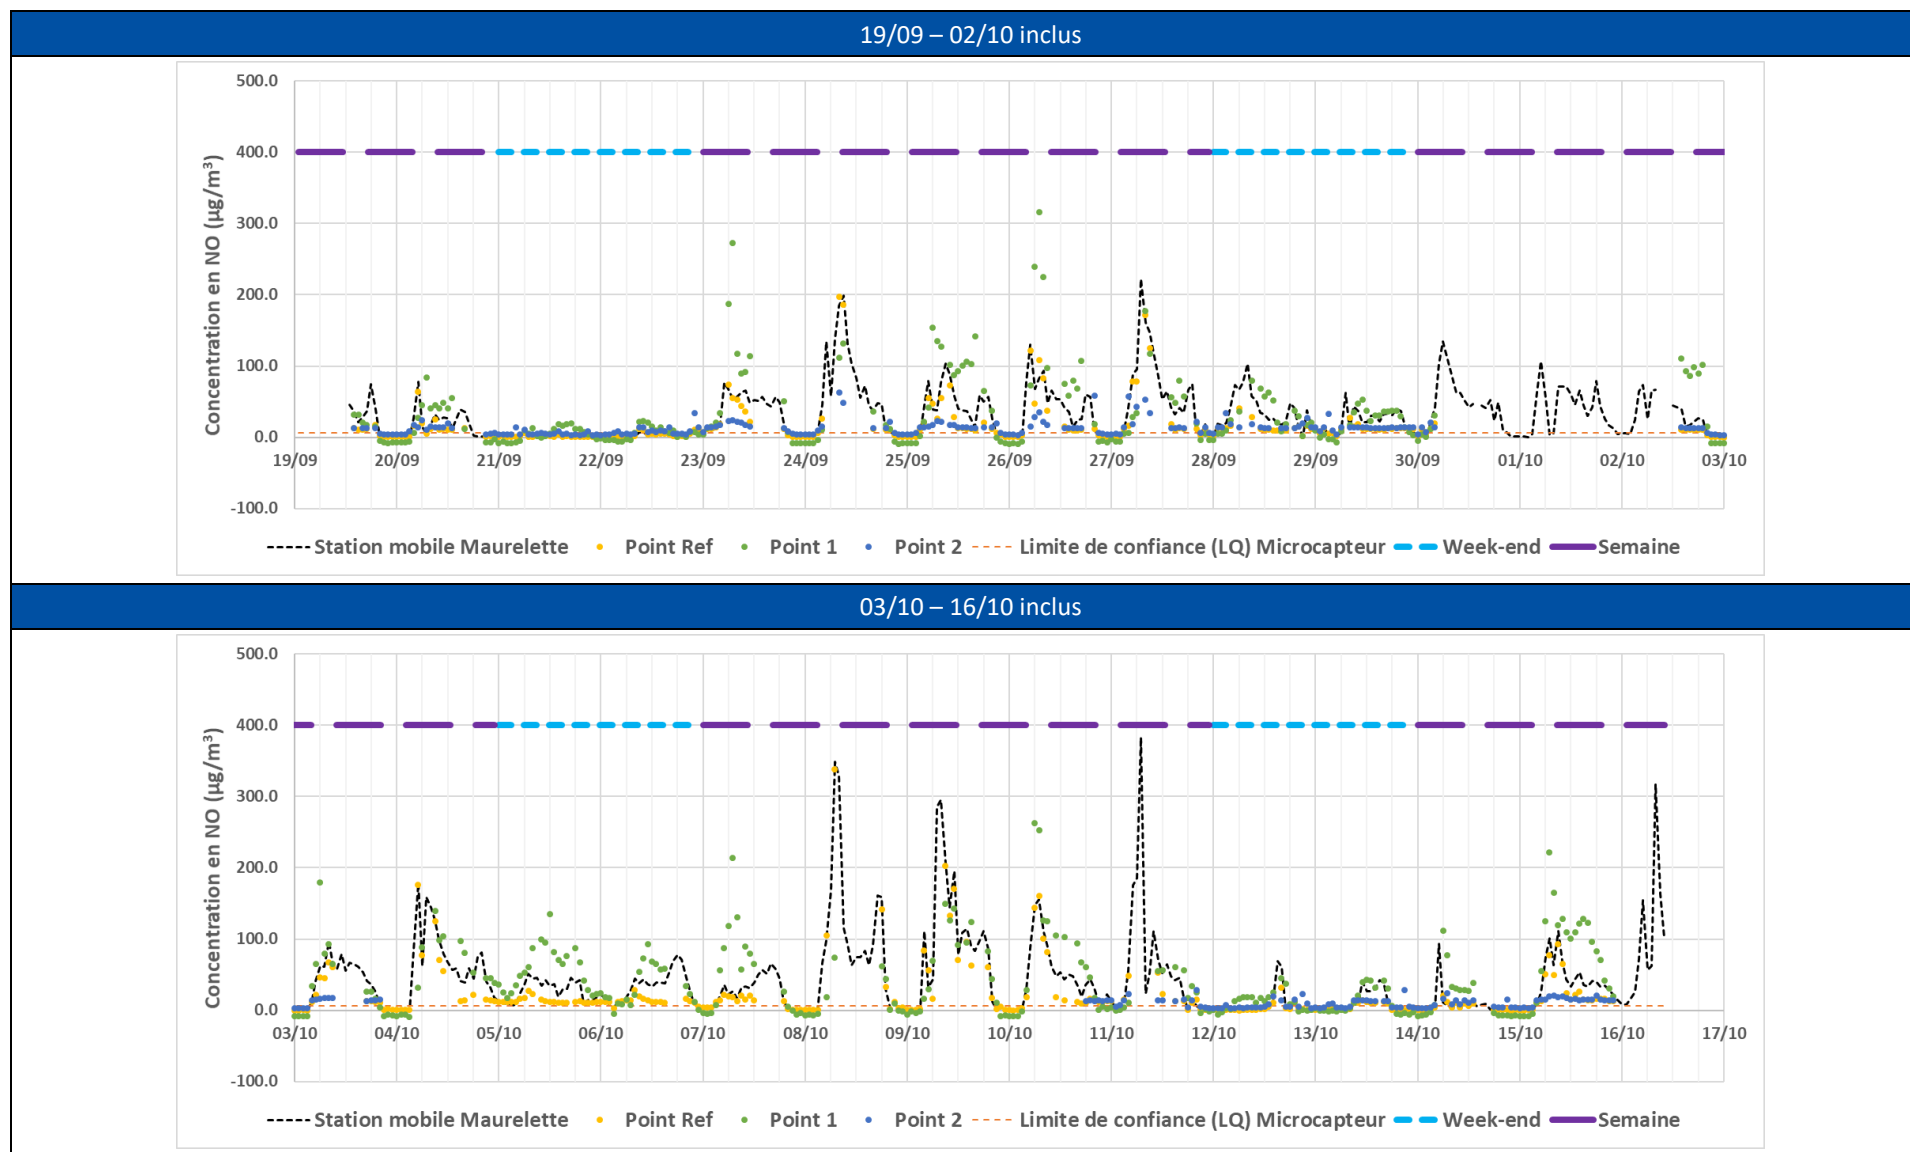 19/09 – 02/10 inclus
500.0
400.0
300.0
200.0
100.0
0.0
-100.0
Concentration en NO (µg/m³)
19/09 20/09 21/09 22/09 23/09 24/09 25/09 26/09 27/09 28/09 29/09 30/09 01/10 02/10 03/10
Station mobile Maurelette Point Ref Point 1 Point 2 Limite de confiance (LQ) Microcapteur Week-end Semaine
03/10 – 16/10 inclus
500.0
400.0
300.0
200.0
100.0
0.0
-100.0
Concentration en NO (µg/m³)
03/10 04/10 05/10 06/10 07/10 08/10 09/10 10/10 11/10 12/10 13/10 14/10 15/10 16/10 17/10
Station mobile Maurelette Point Ref Point 1 Point 2 Limite de confiance (LQ) Microcapteur Week-end Semaine